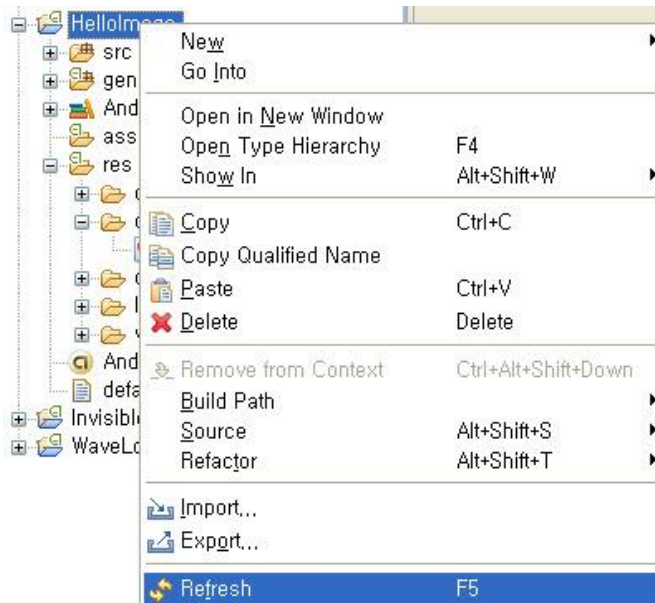 HelloImage
src
gen
And
ass
res
And
defa
Invisibl
WaveLo
New
Go Into
Open in New Window
Open Type Hierarchy F4
Show In Alt+Shift+W
Copy Ctrl+C
Copy Qualified Name
Paste Ctrl+V
Delete Delete
Remove from Context Ctrl+Alt+Shift+Down
Build Path
Source Alt+Shift+S
Refactor Alt+Shift+T
Import...
Export...
Refresh F5